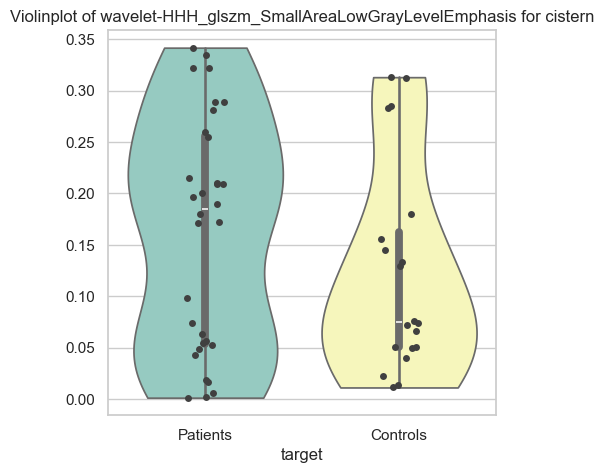 Violinplot of wavelet-HHH_glszm_SmallAreaLowGrayLevelEmphasis for cistern
0.35
0.30
0.25
0.20
0.15
0.10
0.05
0.00
Patients Controls
target